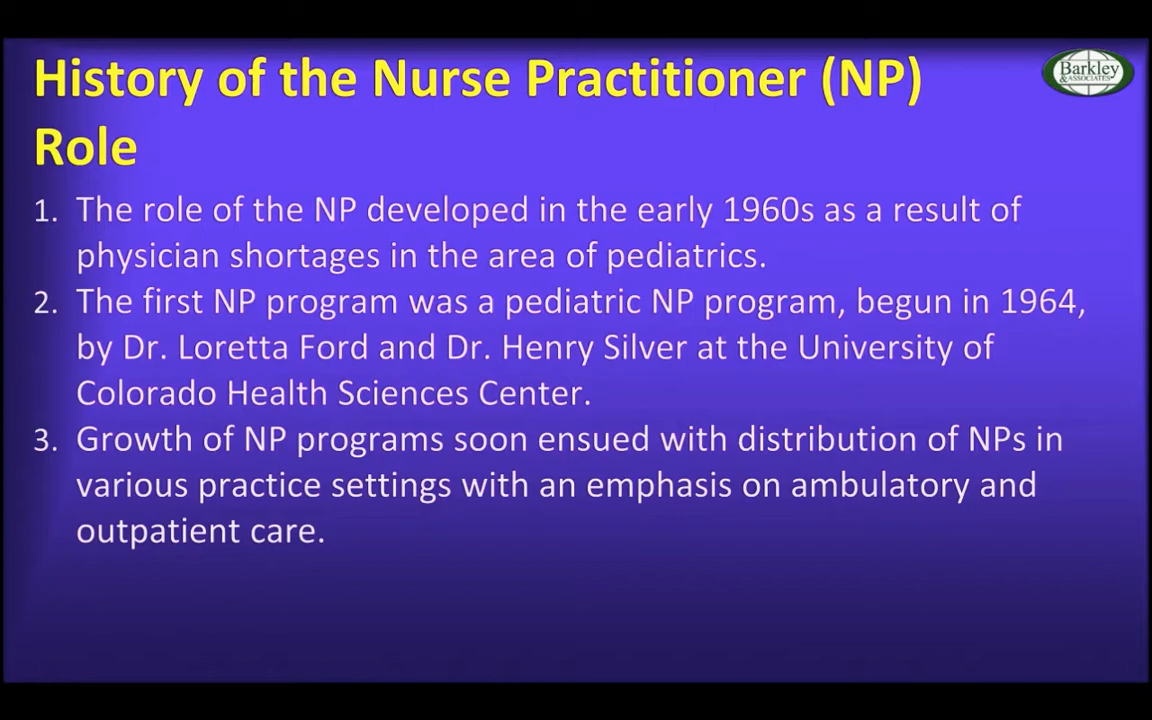 History of the Nurse Practitioner (NP)
Role
Barkley
& ASSOCIATES
1. The role of the NP developed in the early 1960s as a result of
physician shortages in the area of pediatrics.
2. The first NP program was a pediatric NP program, begun in 1964,
by Dr. Loretta Ford and Dr. Henry Silver at the University of
Colorado Health Sciences Center.
3. Growth of NP programs soon ensued with distribution of NPs in
various practice settings with an emphasis on ambulatory and
outpatient care.